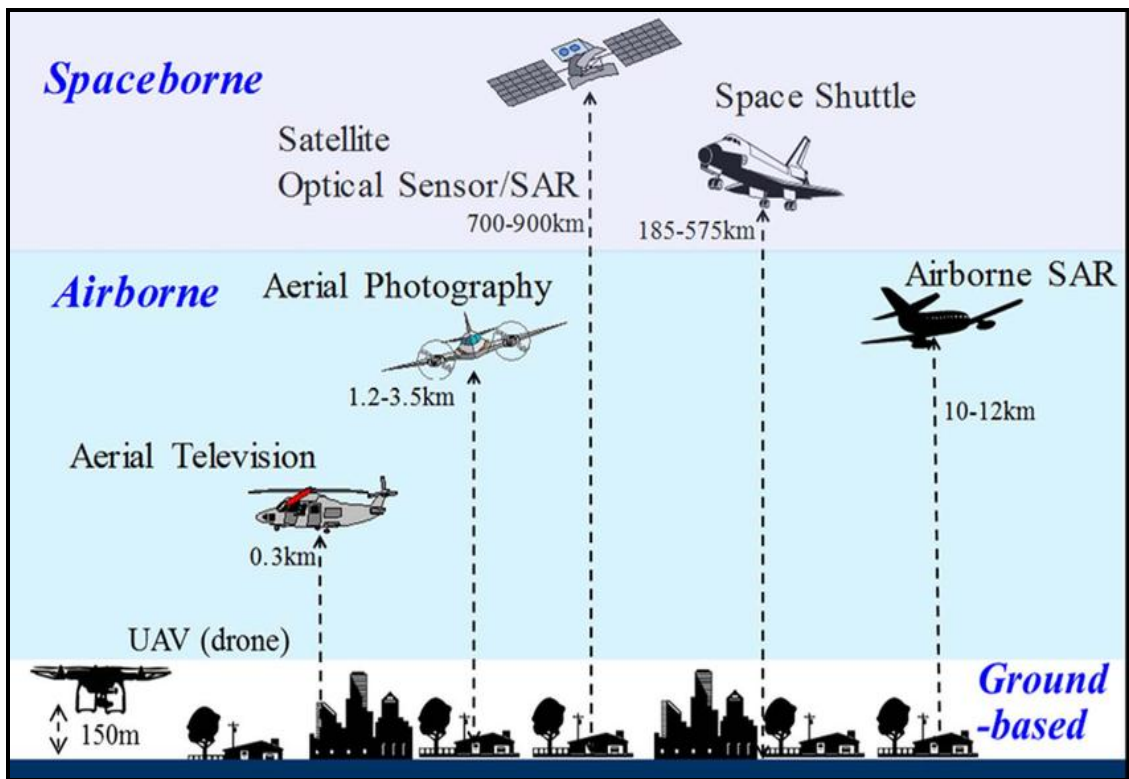 Spaceborne
Space Shuttle
Satellite
Optical Sensor/SAR
700-900km
185-575km
Airborne
Aerial Photography
Airborne SAR
1.2-3.5km
10-12km
Aerial Television
0.3km
UAV (drone)
150m
Ground
-based